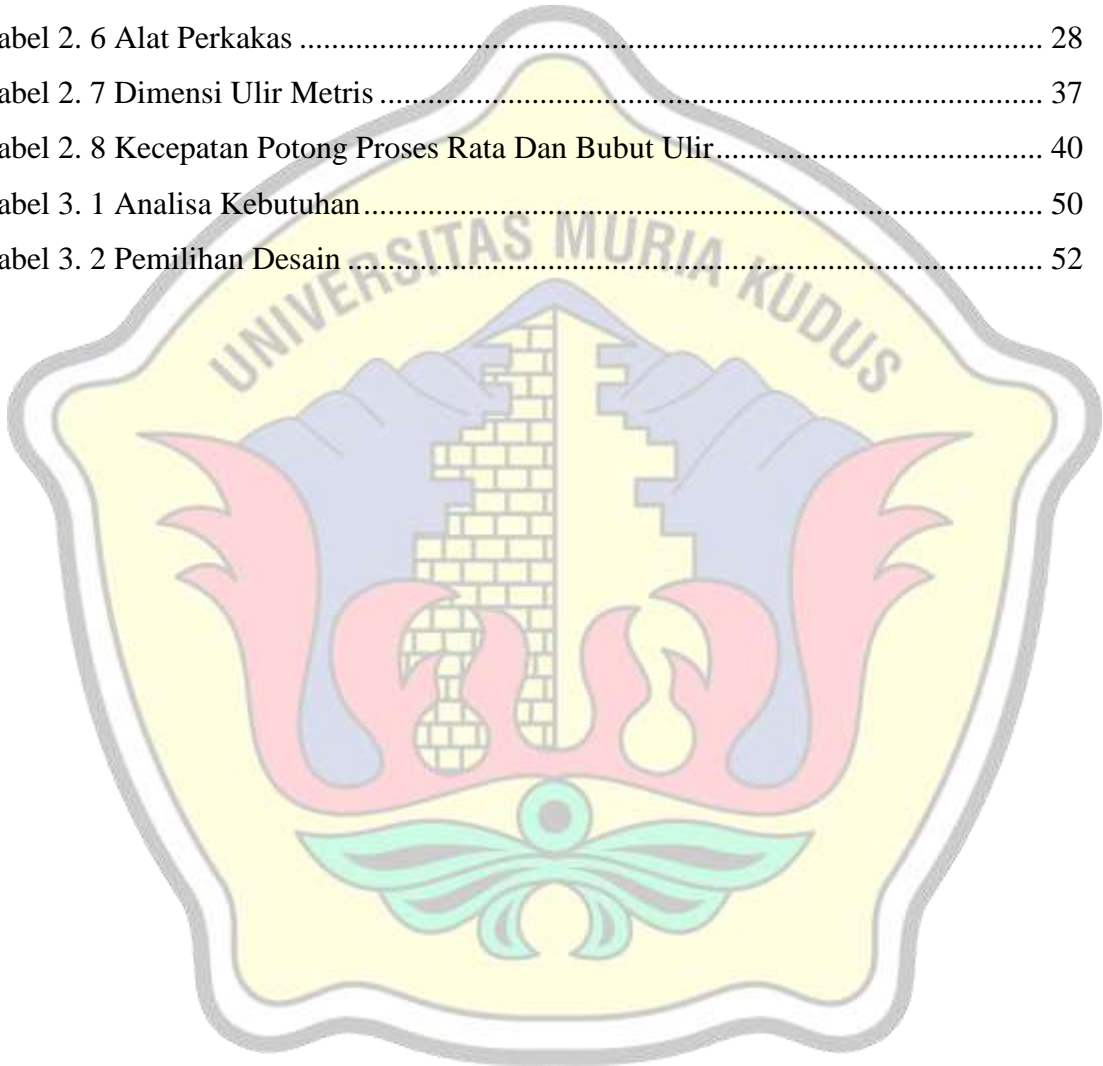 abel 2. 6 Alat Perkakas ............................................................................................. 28
abel 2. 7 Dimensi Ulir Metris ................................................................................... 37
abel 2. 8 Kecepatan Potong Proses Rata Dan Bubut Ulir......................................... 40
abel 3. 1 Analisa Kebutuhan..................................................................................... 50
abel 3. 2 Pemilihan Desain ....................................................................................... 52
UNIVERSITAS MURIA KUDUS